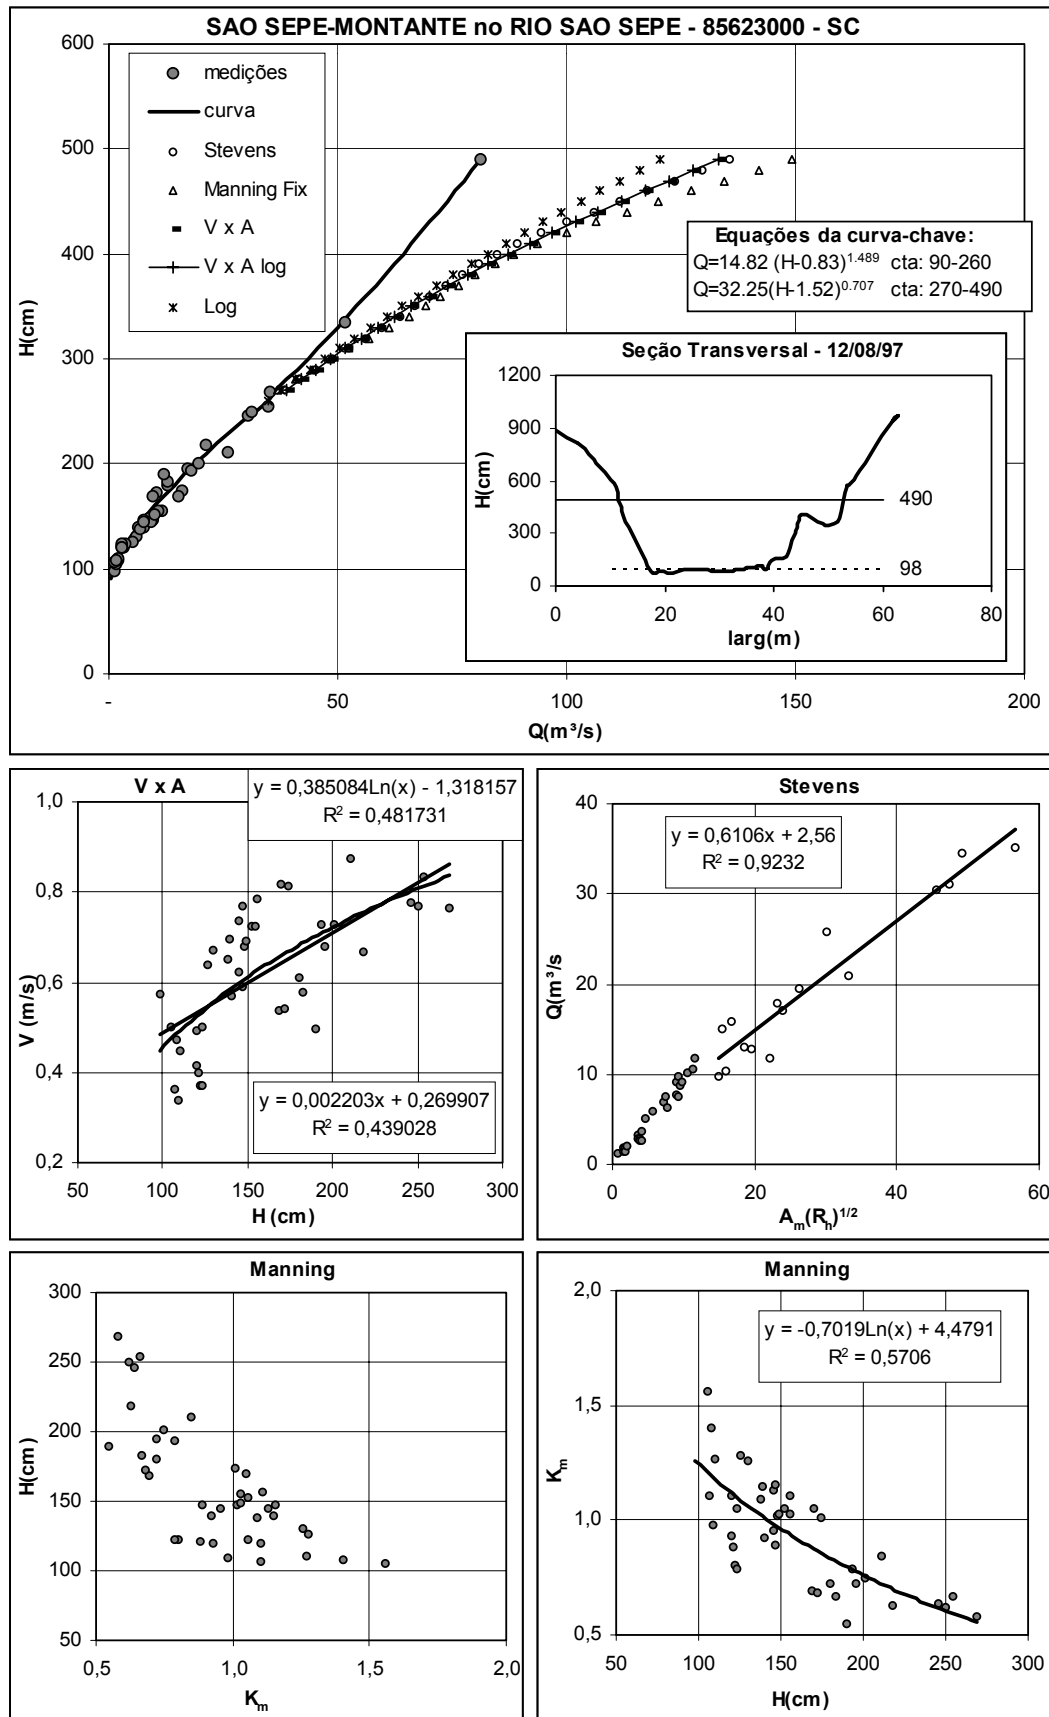 SAO SEPE-MONTANTE no RIO SAO SEPE - 85623000 - SC
600
500
400
300
200
100
0
H(cm)
medições
curva
Stevens
Manning Fix
V x A
V x A log
Log
Equações da curva-chave:
Q=14.82 (H-0.83)^1.489 cta: 90-260
Q=32.25(H-1.52)^0.707 cta: 270-490
Seção Transversal - 12/08/97
1200
900
600
300
0
H(cm)
490
98
0 20 40 60 80
larg(m)
- 50 100 150 200
Q(m³/s)
V x A
y = 0,385084Ln(x) - 1,318157
R² = 0,481731
1,0
0,8
0,6
0,4
0,2
V (m/s)
y = 0,002203x + 0,269907
R² = 0,439028
50 100 150 200 250 300
H (cm)
Stevens
y = 0,6106x + 2,56
R² = 0,9232
40
30
20
10
0
Q(m³/s)
0 20 40 60
Aₘ(Rₕ)^1/2
Manning
300
250
200
150
100
50
H(cm)
0,5 1,0 1,5 2,0
Kₘ
Manning
y = -0,7019Ln(x) + 4,4791
R² = 0,5706
2,0
1,5
1,0
0,5
Kₘ
50 100 150 200 250 300
H(cm)